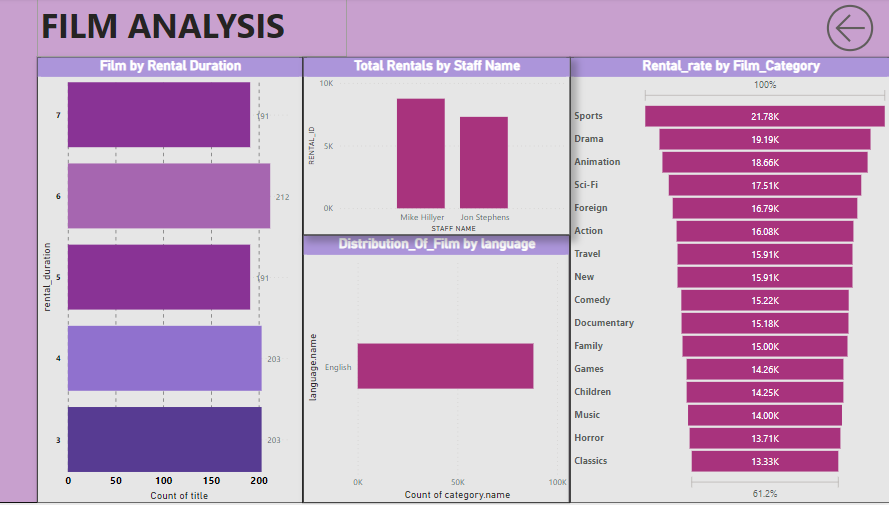 FILM ANALYSIS
Film by Rental Duration
7
191
6
212
5
191
4
203
3
203
rental_duration
0 50 100 150 200
Count of title
Total Rentals by Staff Name
10K
5K
0K
RENTAL_ID
Mike Hillyer Jon Stephens
STAFF NAME
Distribution_Of_Film by language
language.name
English
0K 50K 100K
Count of category.name
Rental_rate by Film_Category
100%
Sports 21.78K
Drama 19.19K
Animation 18.66K
Sci-Fi 17.51K
Foreign 16.79K
Action 16.08K
Travel 15.91K
New 15.91K
Comedy 15.22K
Documentary 15.18K
Family 15.00K
Games 14.26K
Children 14.25K
Music 14.00K
Horror 13.71K
Classics 13.33K
61.2%